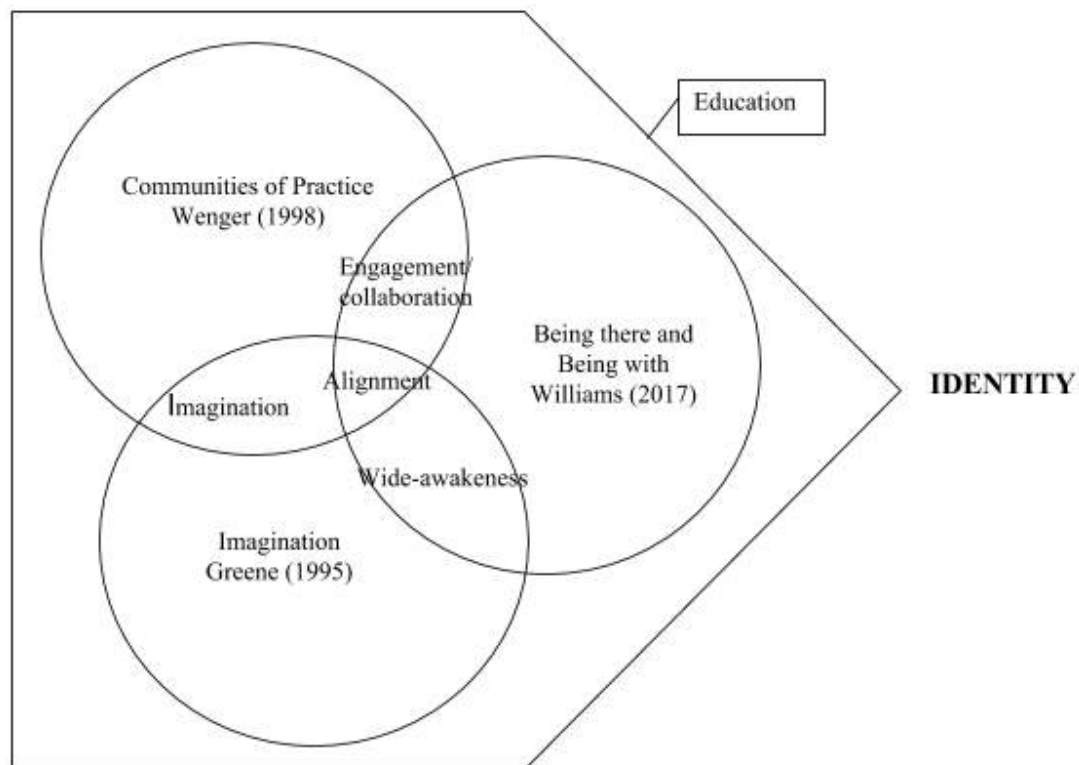 Education
Communities of Practice
Wenger (1998)
Engagement/
collaboration
Being there and
Being with
Williams (2017)
IDENTITY
Alignment
Imagination
Wide-awakeness
Imagination
Greene (1995)